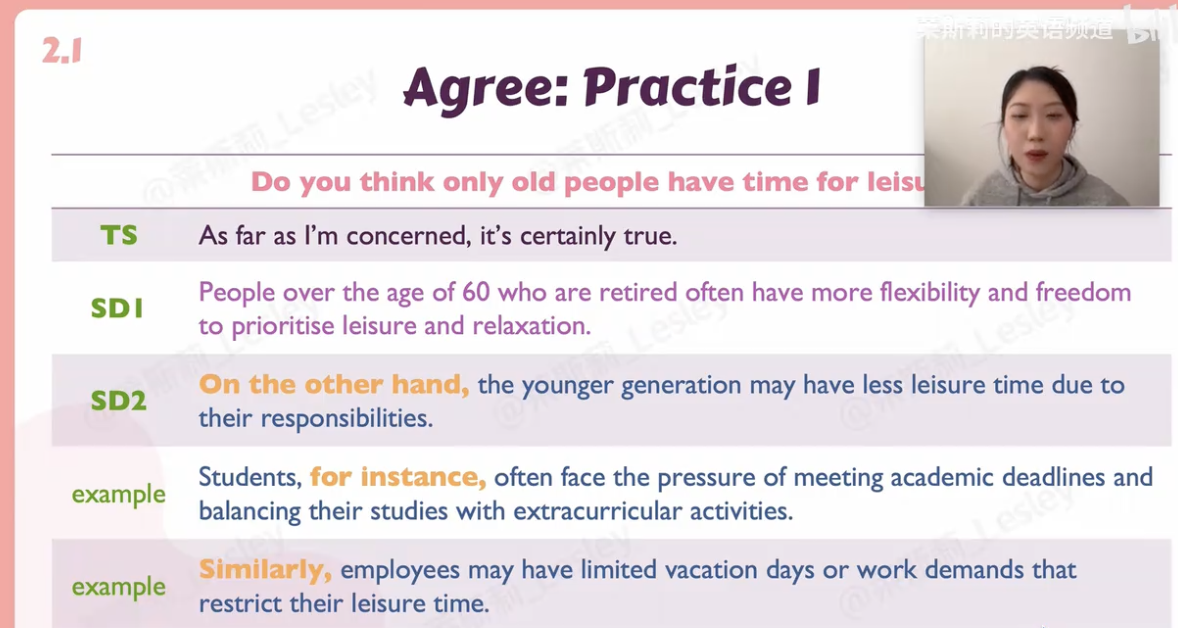 莱斯莉的英语频道
2.1
Agree: Practice 1
Do you think only old people have time for
TS
As far as I'm concerned, it's certainly true.
SD1
People over the age of 60 who are retired often have more flexibility and freedom
to prioritise leisure and relaxation.
SD2
On the other hand, the younger generation may have less leisure time due to
their responsibilities.
example
Students, for instance, often face the pressure of meeting academic deadlines and
balancing their studies with extracurricular activities.
example
Similarly, employees may have limited vacation days or work demands that
restrict their leisure time.
@莱斯莉_Lesley